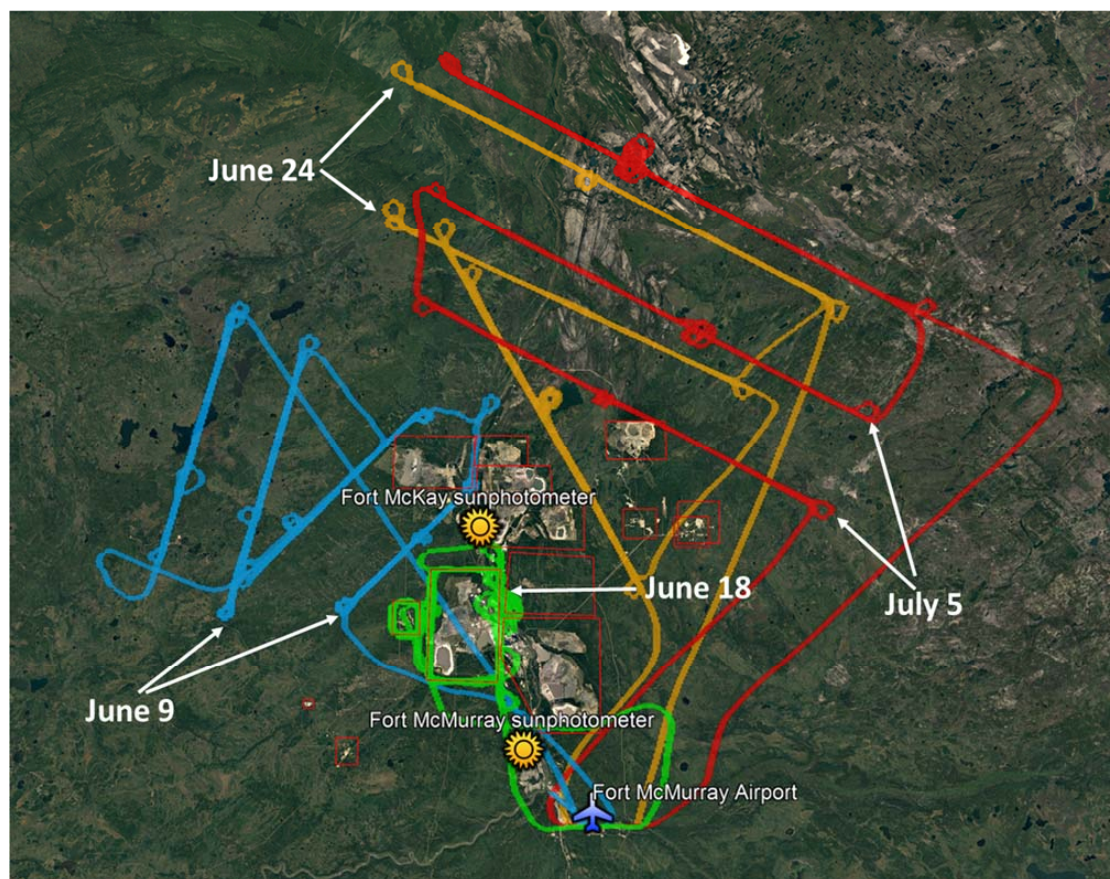 June 24
Fort McKay sunphotometer
June 18
July 5
June 9
Fort McMurray sunphotometer
Fort McMurray Airport